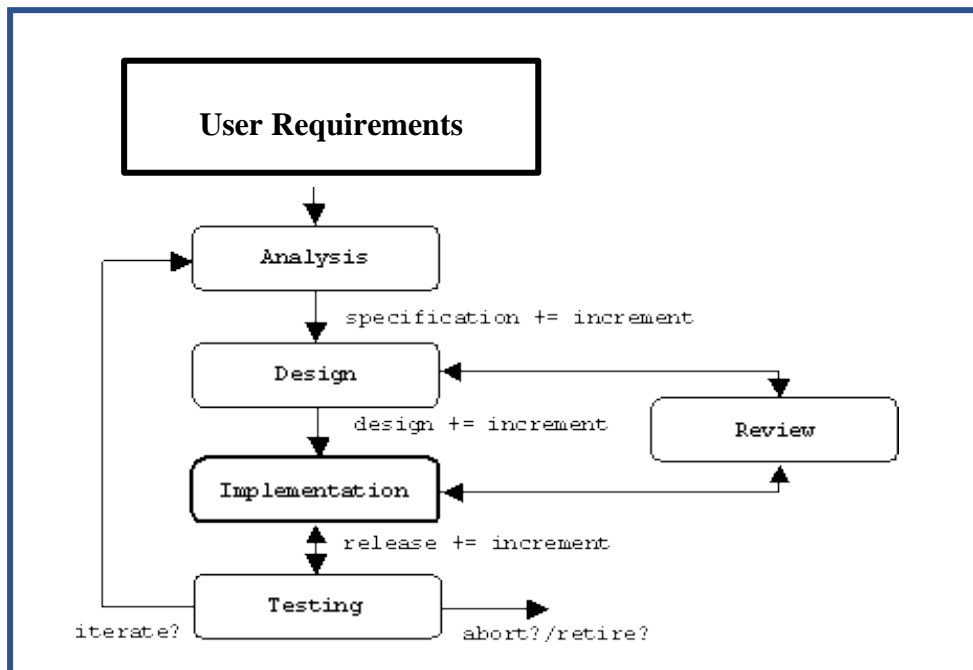 User Requirements
Analysis
specification += increment
Design
design += increment
Review
Implementation
release += increment
Testing
iterate?
abort?/retire?